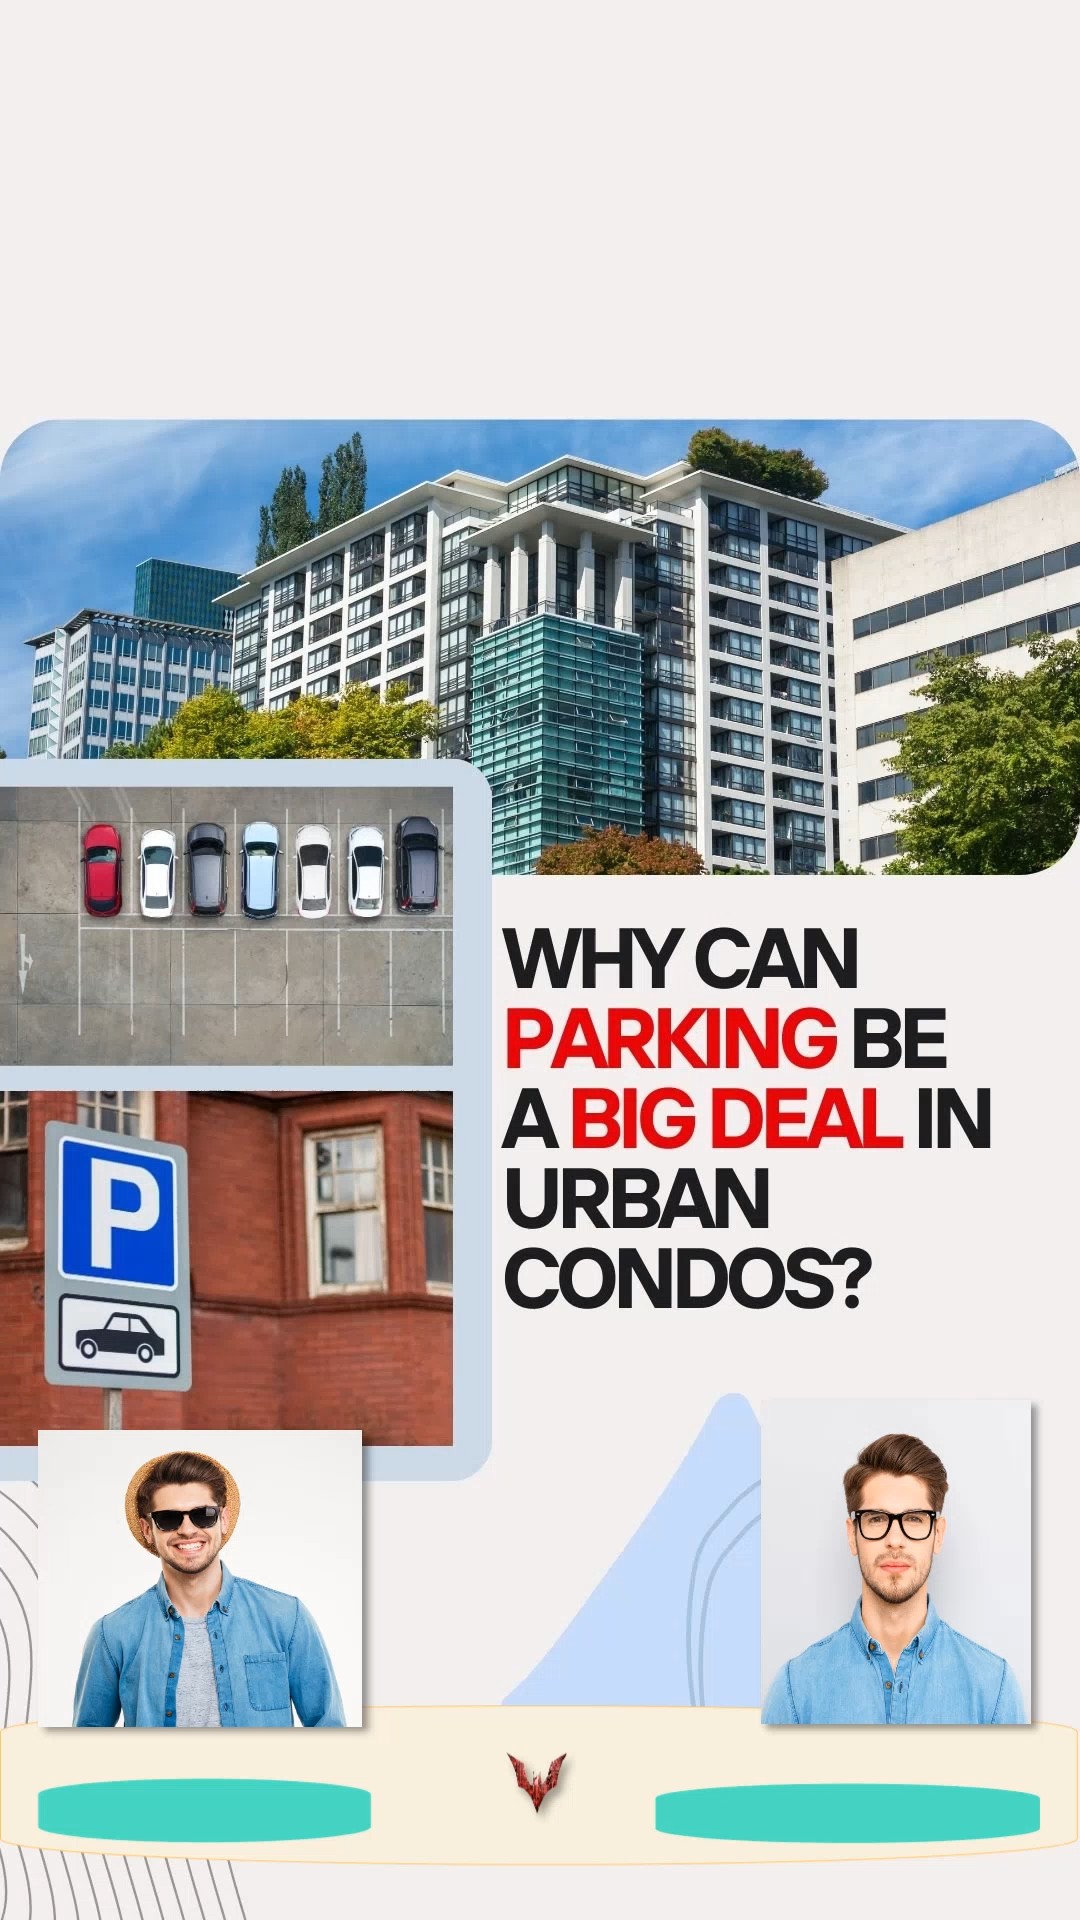 WHY CAN
PARKING BE
A BIG DEAL IN
URBAN
CONDOS?
P